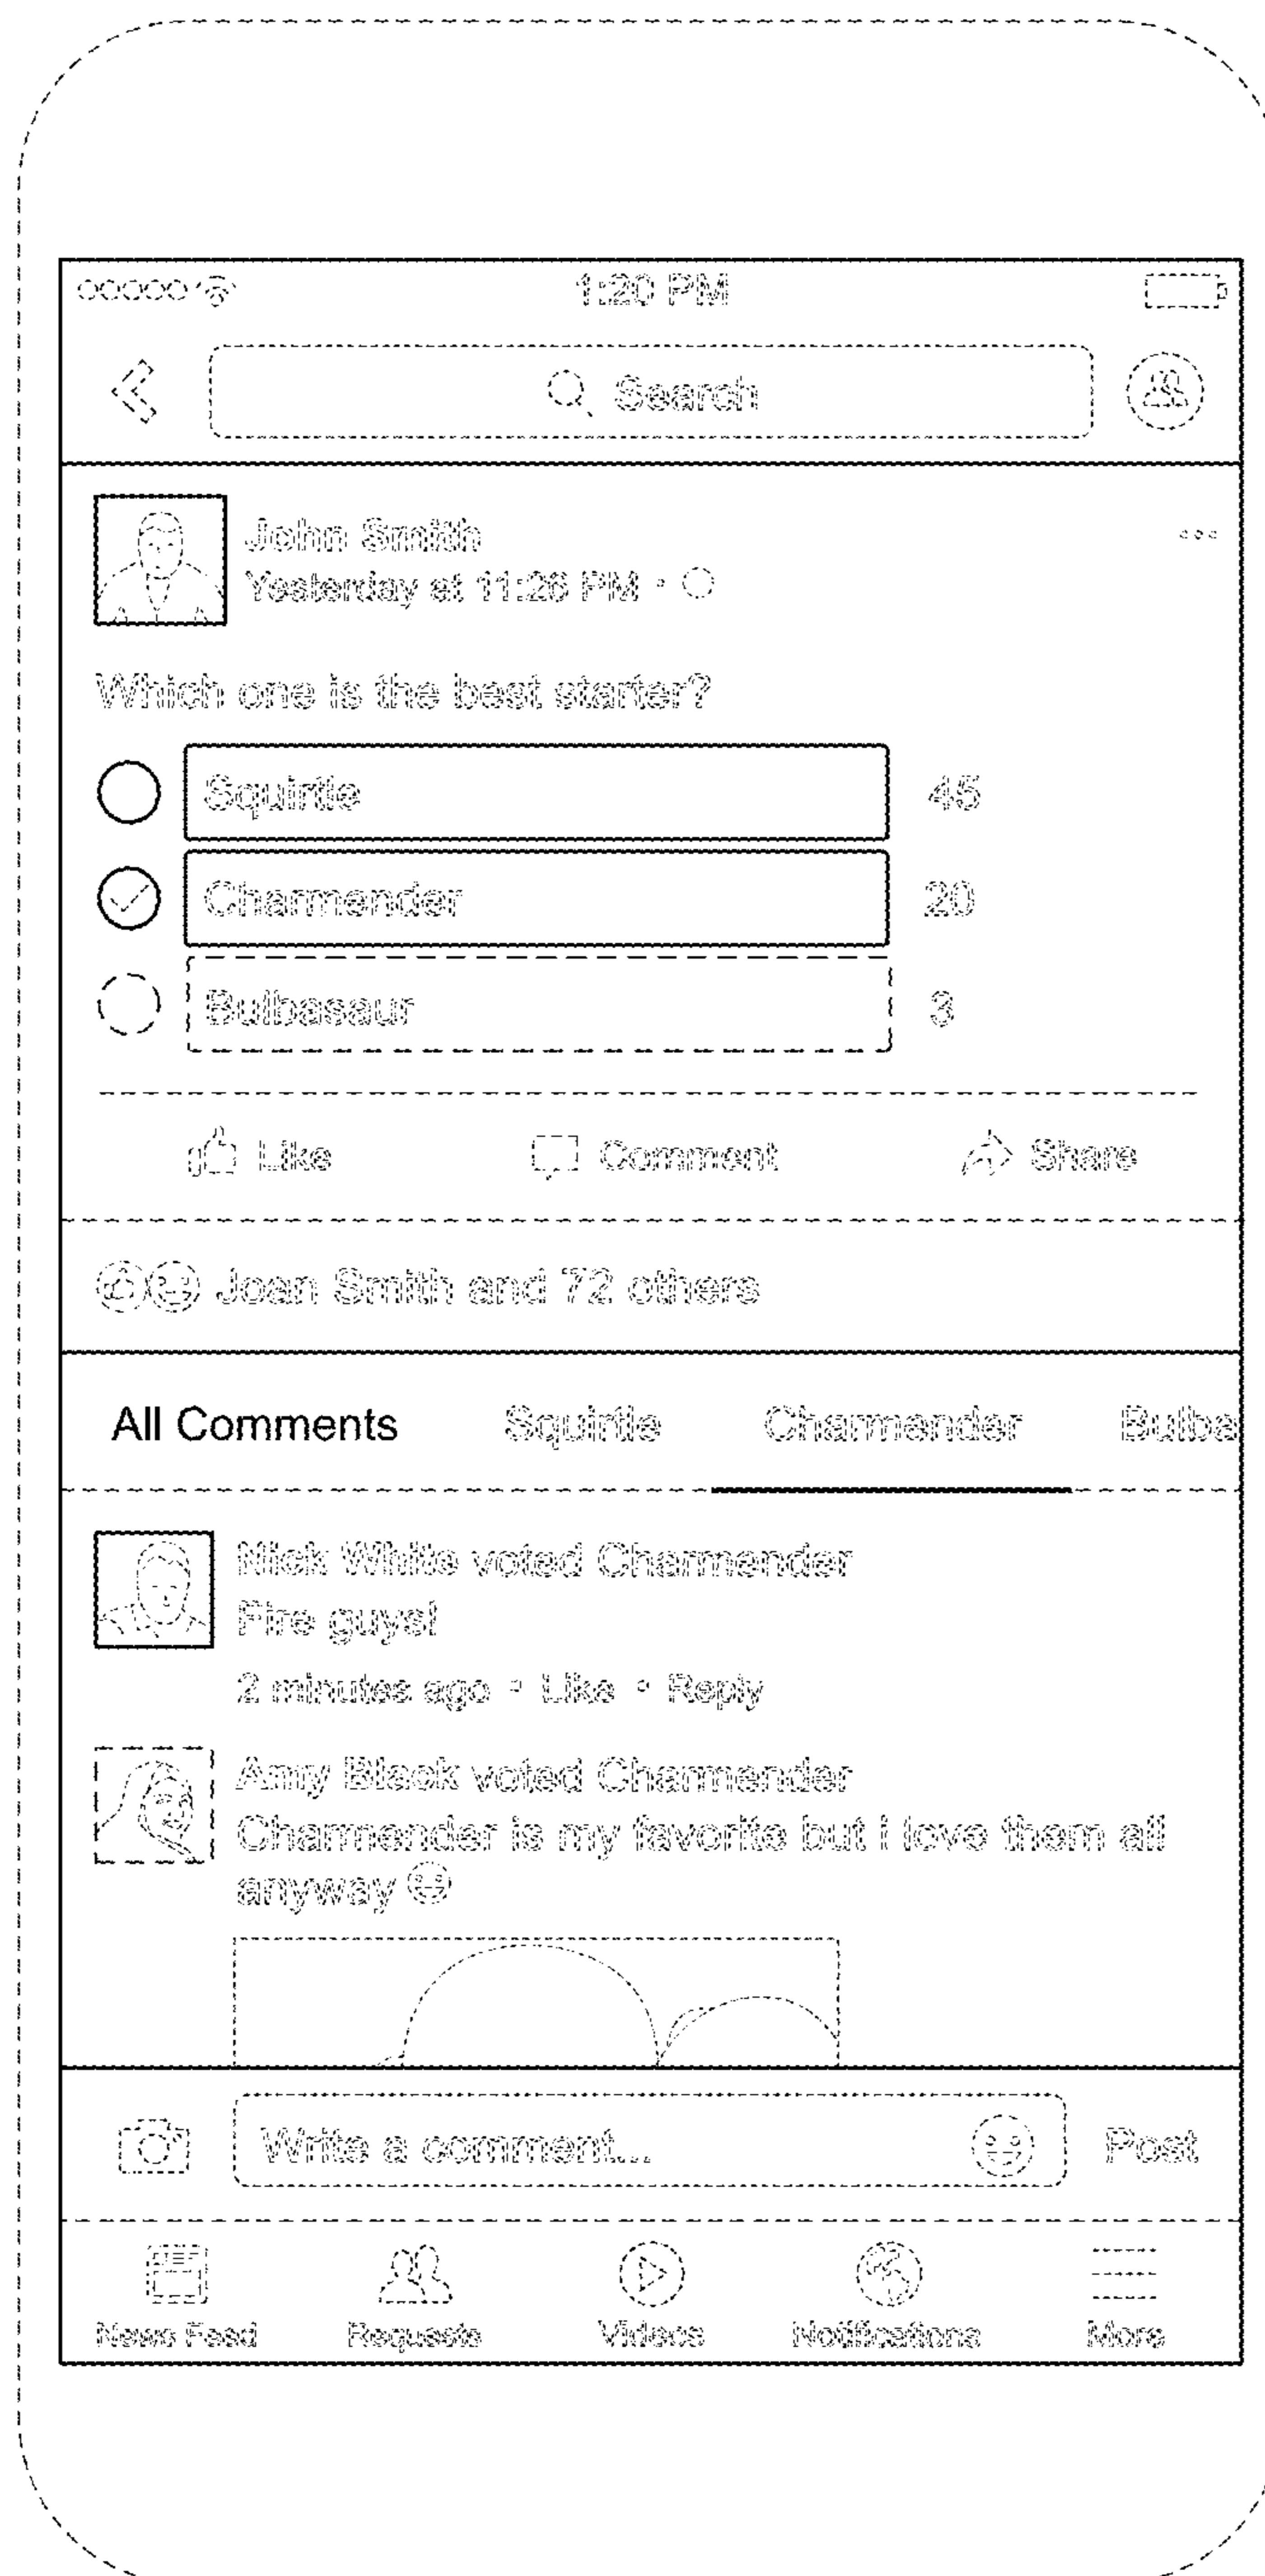 1:20 PM
Search
John Smith
Yesterday at 11:26 PM
Which one is the best starter?
Squirtle 45
Charmender 20
Bulbasaur 3
Like Comment Share
Joan Smith and 72 others
All Comments Squirtle Charmender Bulba
Nick White voted Charmender
Fire guys!
2 minutes ago · Like · Reply
Amy Black voted Charmender
Charmender is my favorite but i love them all
anyway
Write a comment... Post
News Feed Requests Videos Notifications More